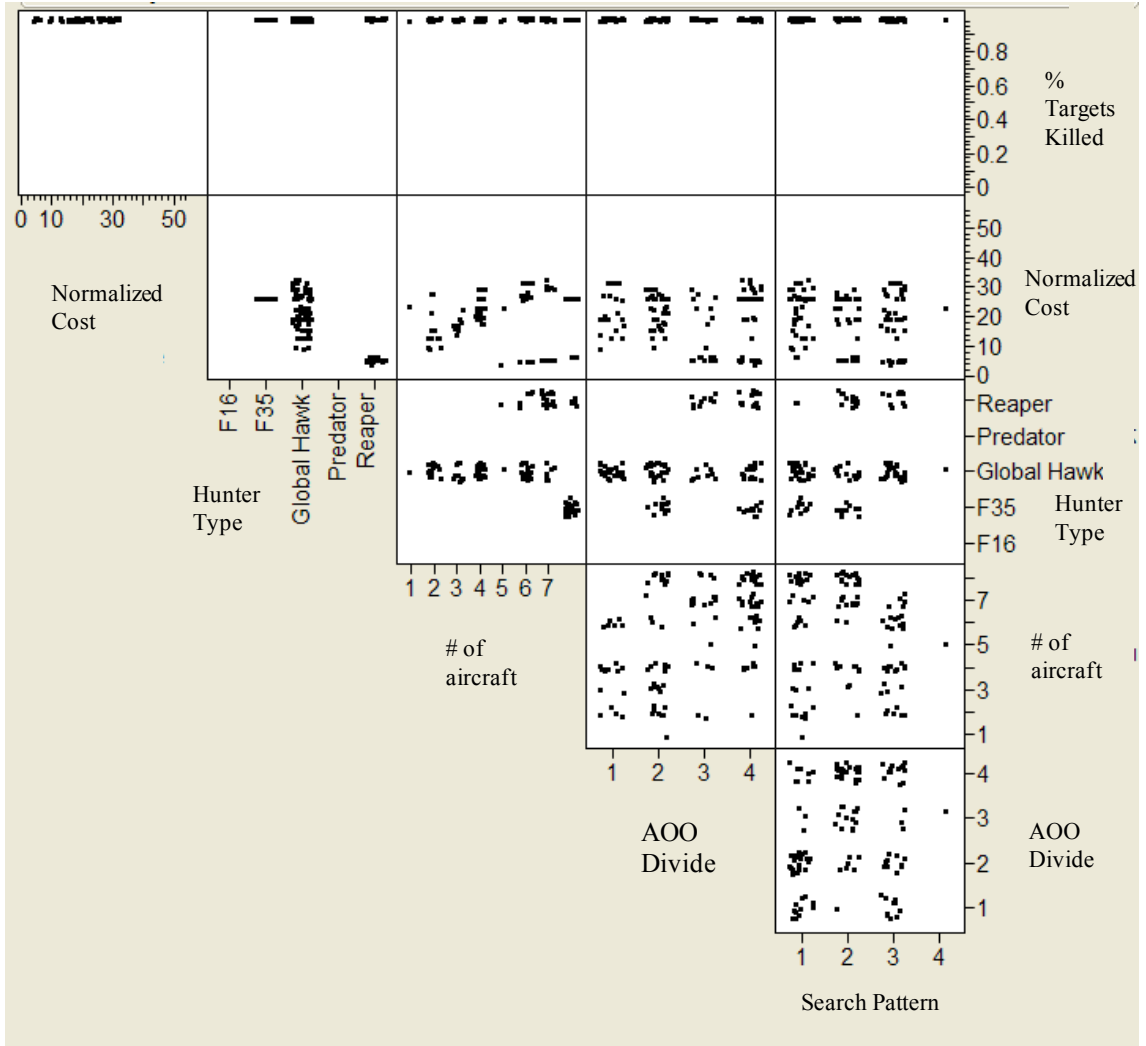 0.8
%
0.6
Targets
0.4
Killed
0.2
0
0 10 30 50
50
Normalized
Cost
40
Normalized
Cost
30
20
10
0
F16
F35
Global Hawk
Predator
Reaper
Reaper
Predator
Global Hawk
Hunter
Type
F35
Hunter
Type
F16
1 2 3 4 5 6 7
7
# of
aircraft
5
# of
aircraft
3
1
1 2 3 4
4
3
AOO
Divide
AOO
Divide
2
1
1 2 3 4
Search Pattern